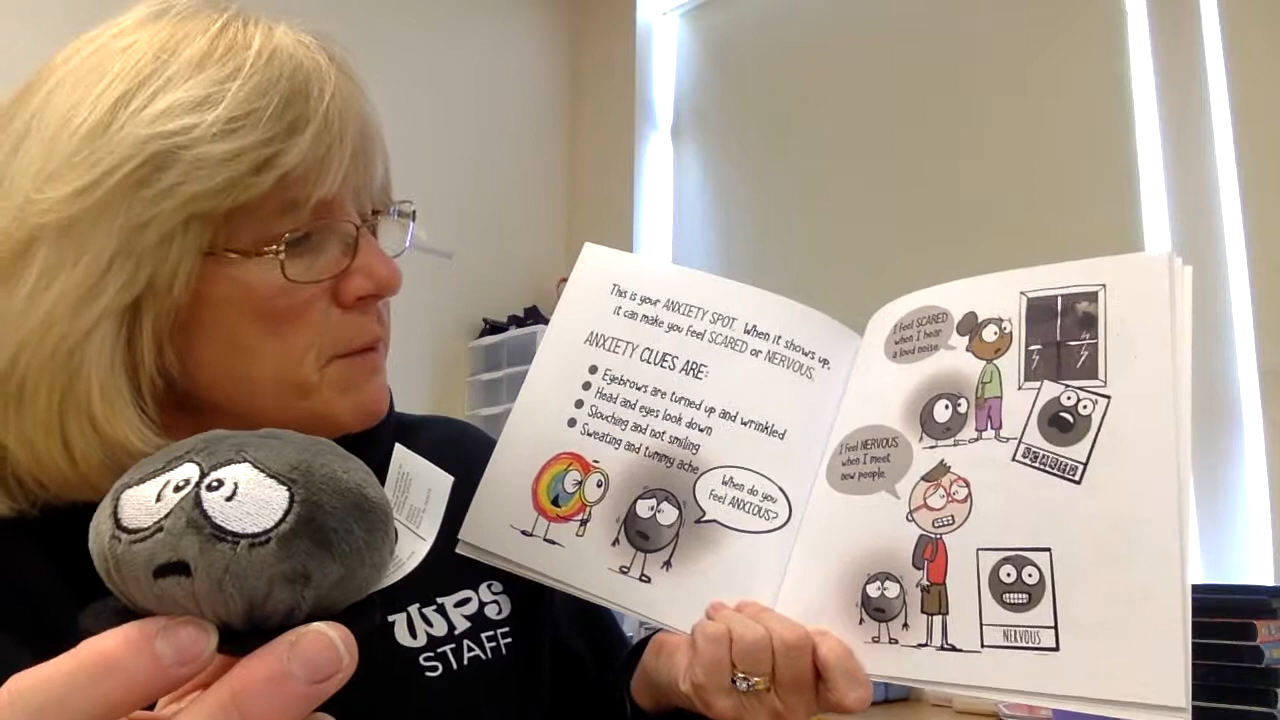 This is your ANXIETY SPOT. When it shows up,
it can make you feel SCARED or NERVOUS.
ANXIETY CLUES ARE:
Eyebrows are turned up and wrinkled
Head and eyes look down
Slouching and not smiling
Sweating and tummy ache
When do you
feel ANXIOUS?
I feel SCARED
when I hear
a loud noise.
SCARED
I feel NERVOUS
when I meet
new people.
NERVOUS
WPS
STAFF